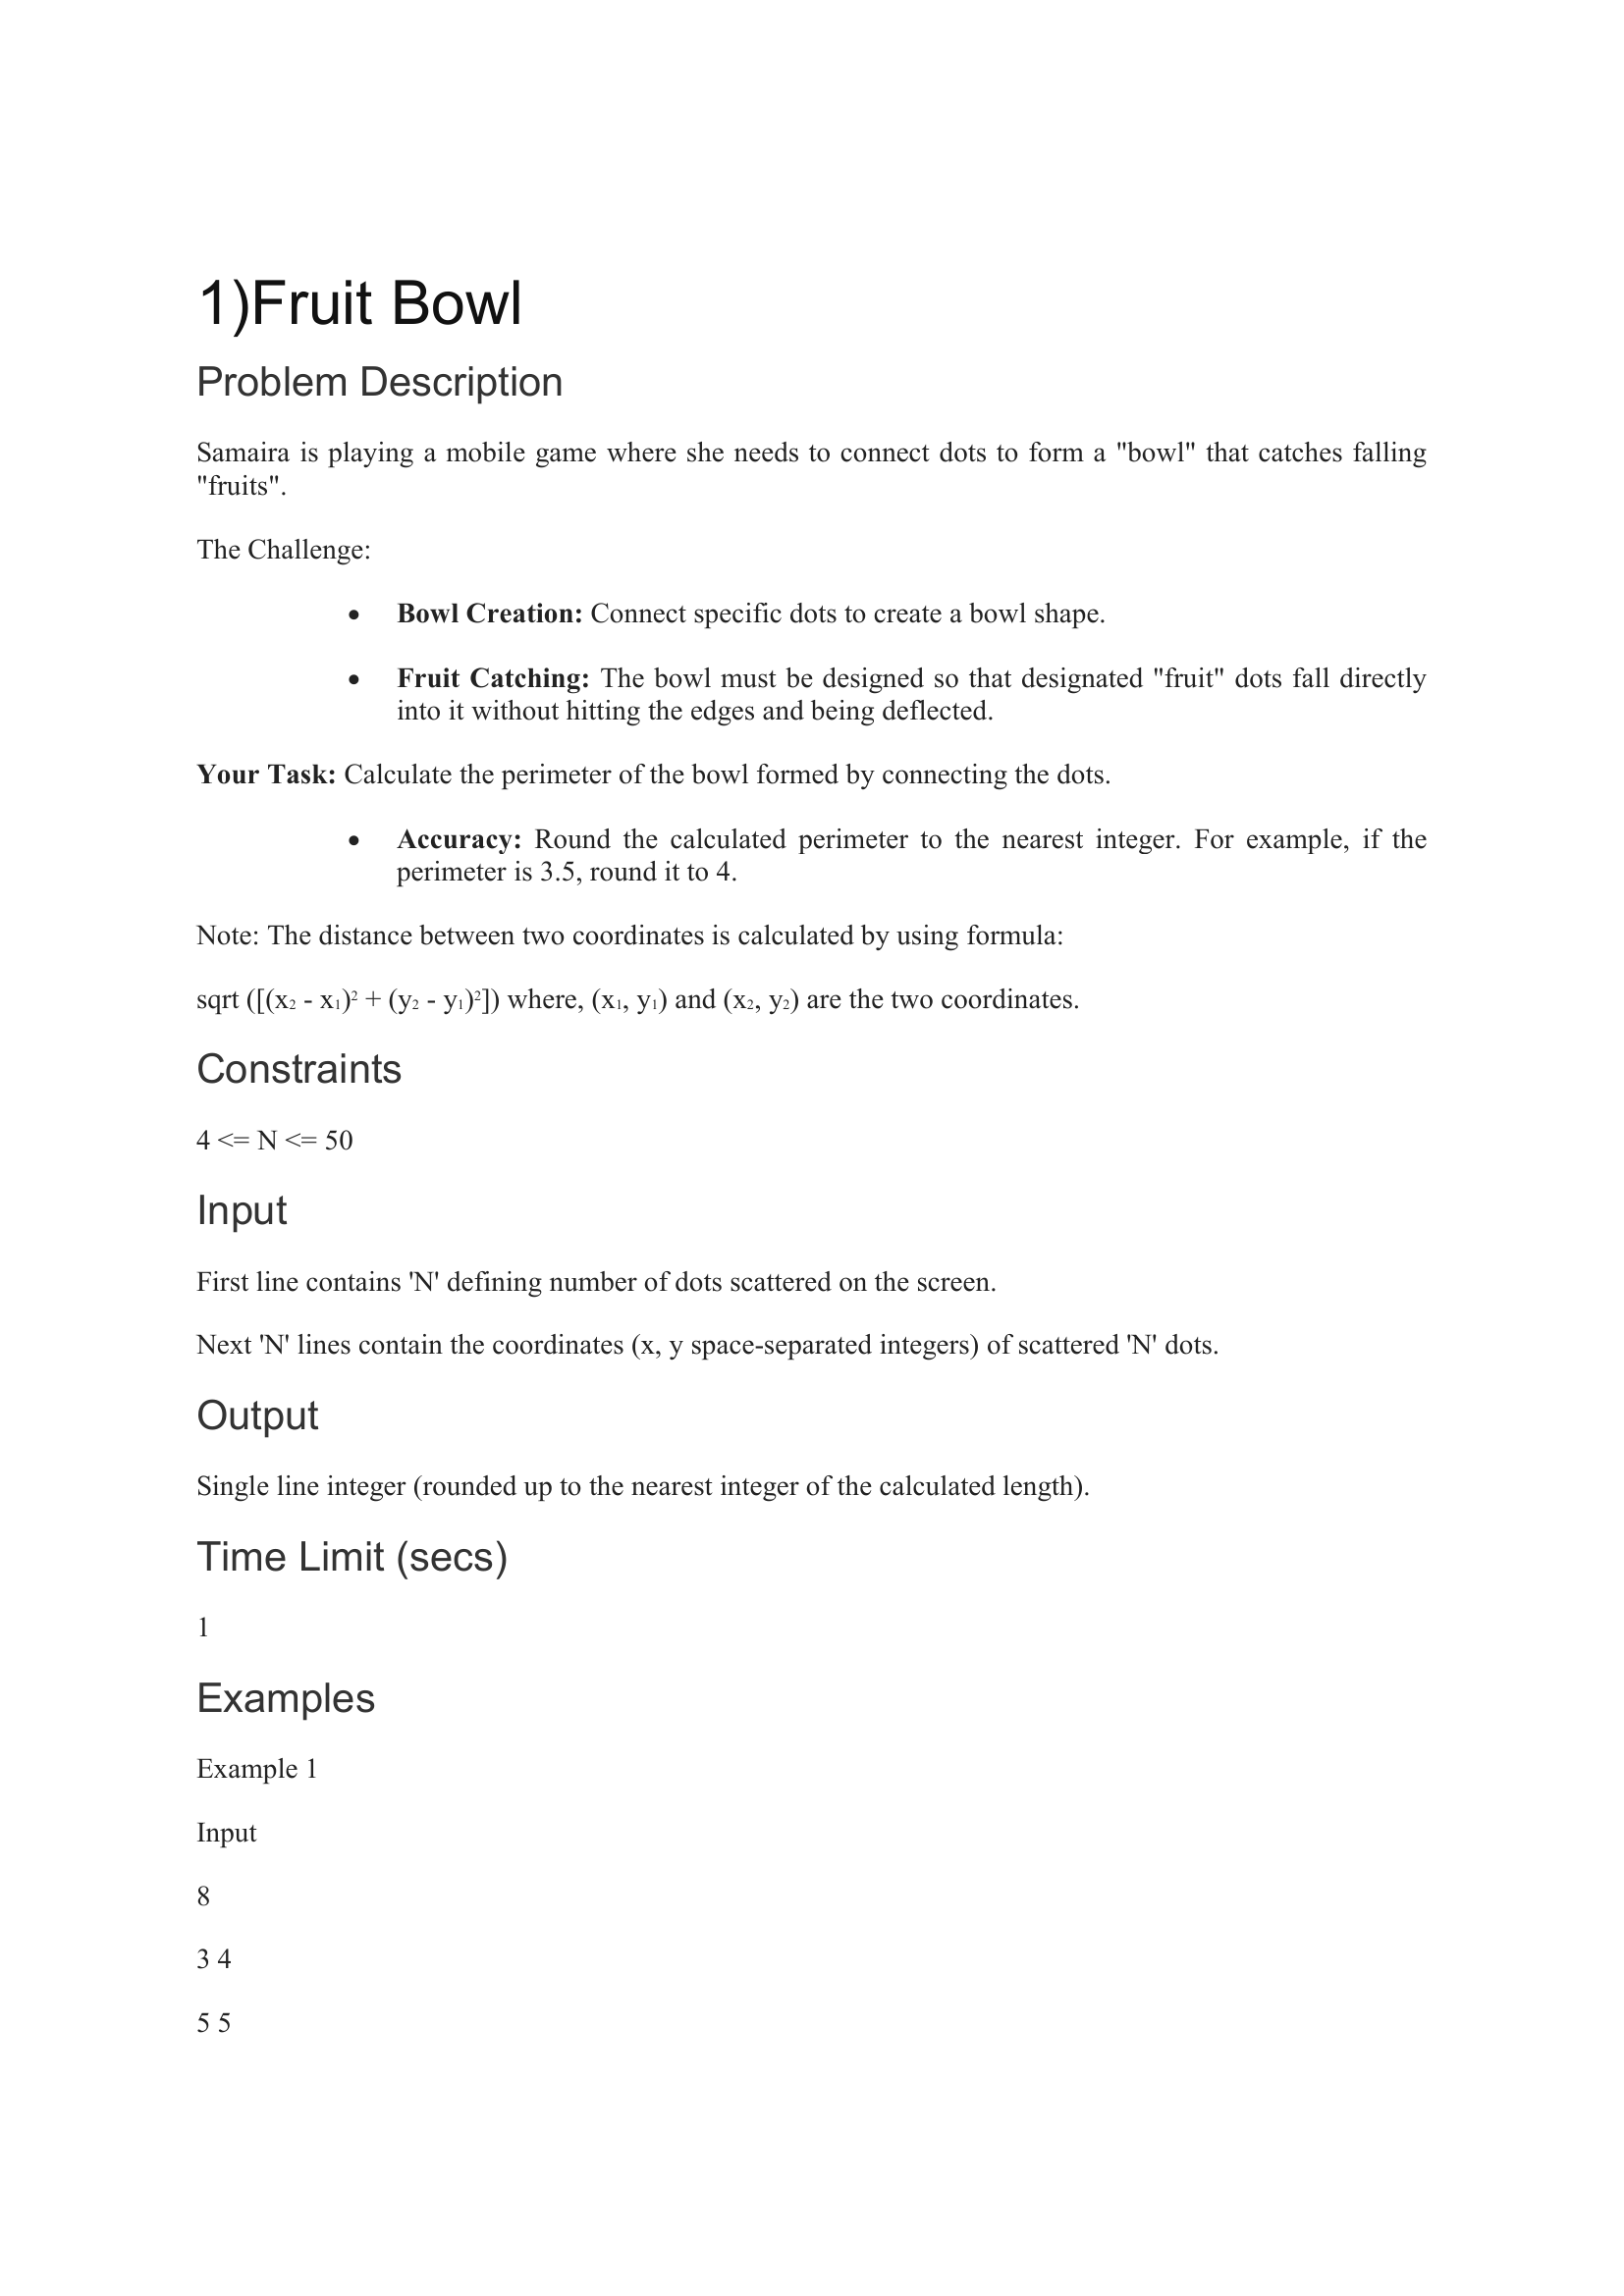 1)Fruit Bowl
Problem Description
Samaira is playing a mobile game where she needs to connect dots to form a "bowl" that catches falling
"fruits".
The Challenge:
• Bowl Creation: Connect specific dots to create a bowl shape.
• Fruit Catching: The bowl must be designed so that designated "fruit" dots fall directly
into it without hitting the edges and being deflected.
Your Task: Calculate the perimeter of the bowl formed by connecting the dots.
• Accuracy: Round the calculated perimeter to the nearest integer. For example, if the
perimeter is 3.5, round it to 4.
Note: The distance between two coordinates is calculated by using formula:
sqrt ([(x₂ - x₁)² + (y₂ - y₁)²]) where, (x₁, y₁) and (x₂, y₂) are the two coordinates.
Constraints
4 <= N <= 50
Input
First line contains 'N' defining number of dots scattered on the screen.
Next 'N' lines contain the coordinates (x, y space-separated integers) of scattered 'N' dots.
Output
Single line integer (rounded up to the nearest integer of the calculated length).
Time Limit (secs)
1
Examples
Example 1
Input
8
3 4
5 5